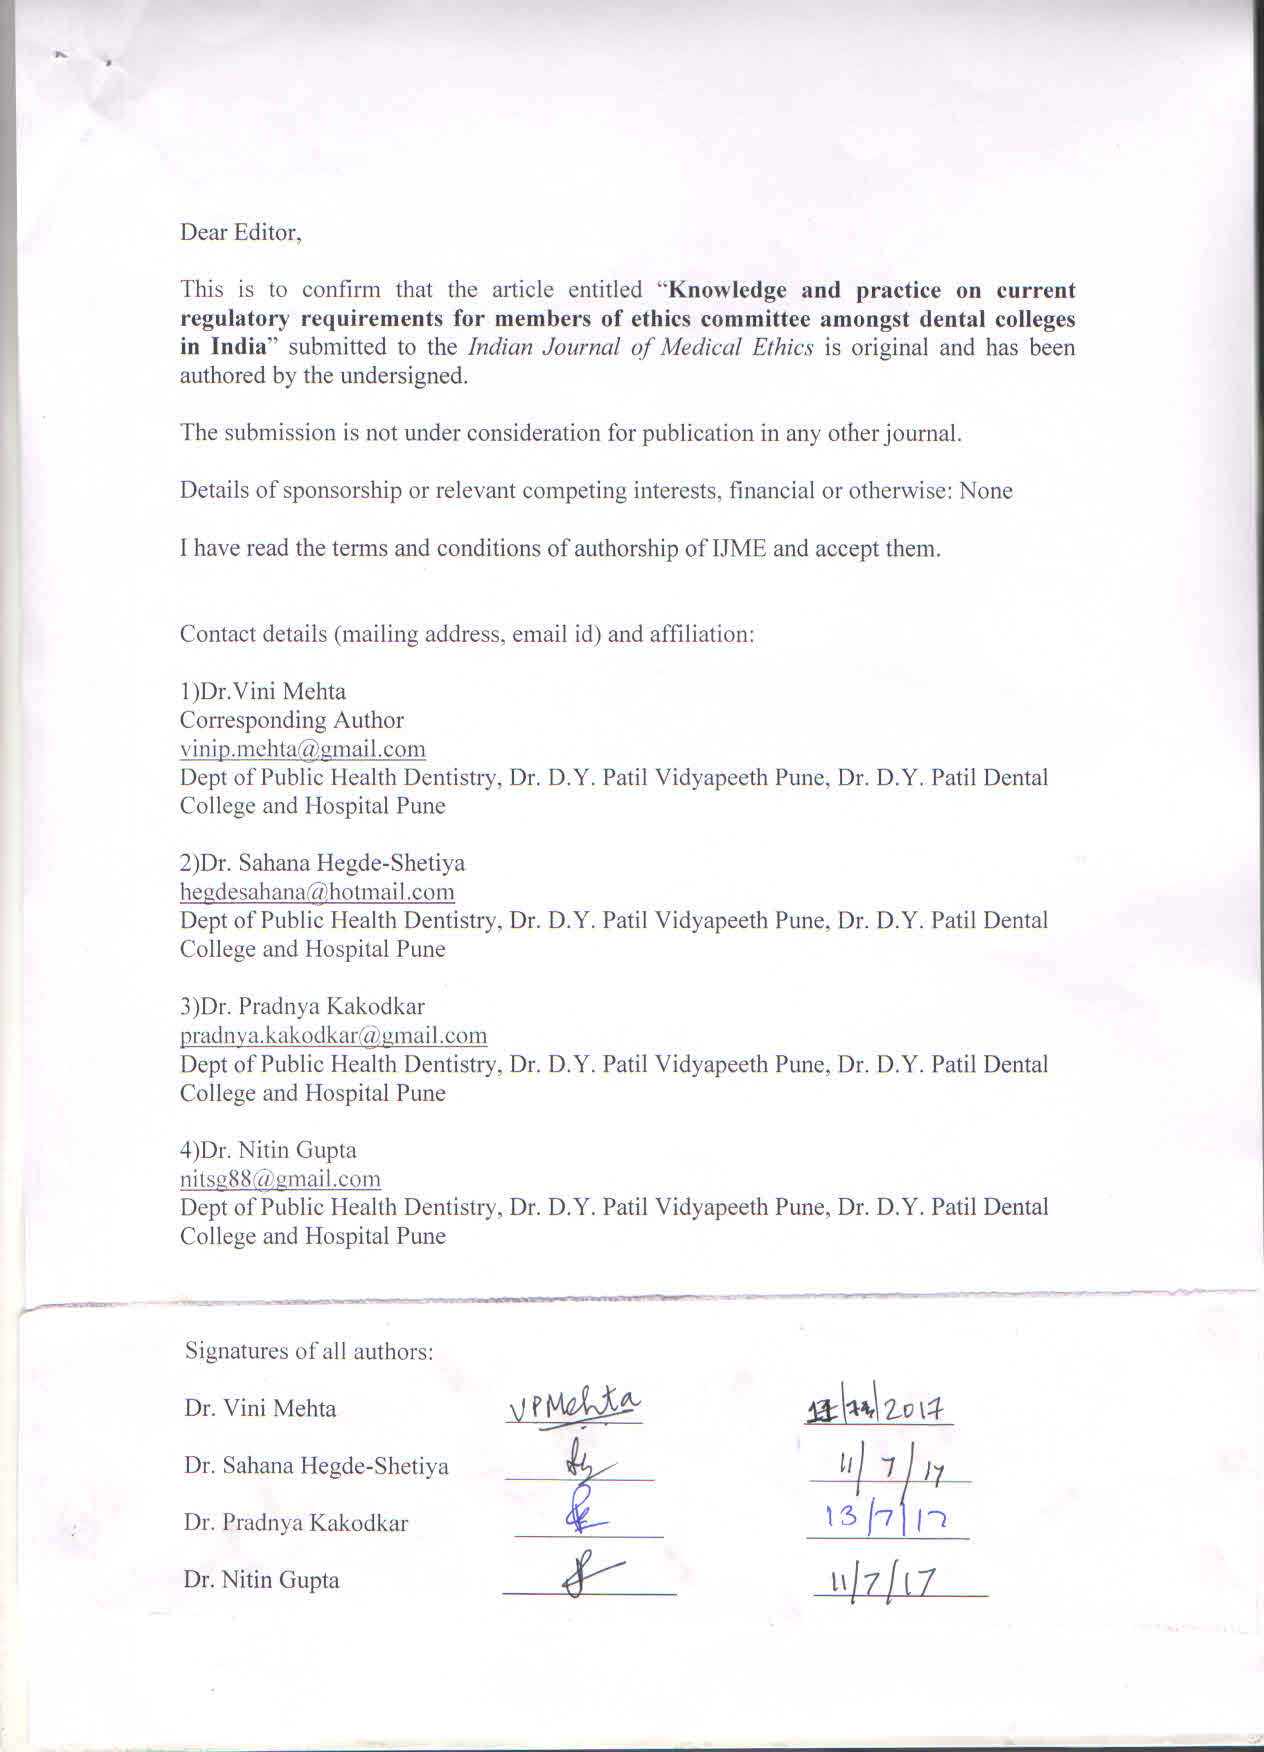 Dear Editor,
This is to confirm that the article entitled “Knowledge and practice on current
regulatory requirements for members of ethics committee amongst dental colleges
in India” submitted to the Indian Journal of Medical Ethics is original and has been
authored by the undersigned.
The submission is not under consideration for publication in any other journal.
Details of sponsorship or relevant competing interests, financial or otherwise: None
I have read the terms and conditions of authorship of IJME and accept them.
Contact details (mailing address, email id) and affiliation:
1)Dr.Vini Mehta
Corresponding Author
vinip.mehta@gmail.com
Dept of Public Health Dentistry, Dr. D.Y. Patil Vidyapeeth Pune, Dr. D.Y. Patil Dental
College and Hospital Pune
2)Dr. Sahana Hegde-Shetiya
hegdesahana@hotmail.com
Dept of Public Health Dentistry, Dr. D.Y. Patil Vidyapeeth Pune, Dr. D.Y. Patil Dental
College and Hospital Pune
3)Dr. Pradnya Kakodkar
pradnya.kakodkar@gmail.com
Dept of Public Health Dentistry, Dr. D.Y. Patil Vidyapeeth Pune, Dr. D.Y. Patil Dental
College and Hospital Pune
4)Dr. Nitin Gupta
nitsg88@gmail.com
Dept of Public Health Dentistry, Dr. D.Y. Patil Vidyapeeth Pune, Dr. D.Y. Patil Dental
College and Hospital Pune
Signatures of all authors:
Dr. Vini Mehta VPMehta 2017
Dr. Sahana Hegde-Shetiya 11/7/17
Dr. Pradnya Kakodkar 13/7/17
Dr. Nitin Gupta 11/7/17